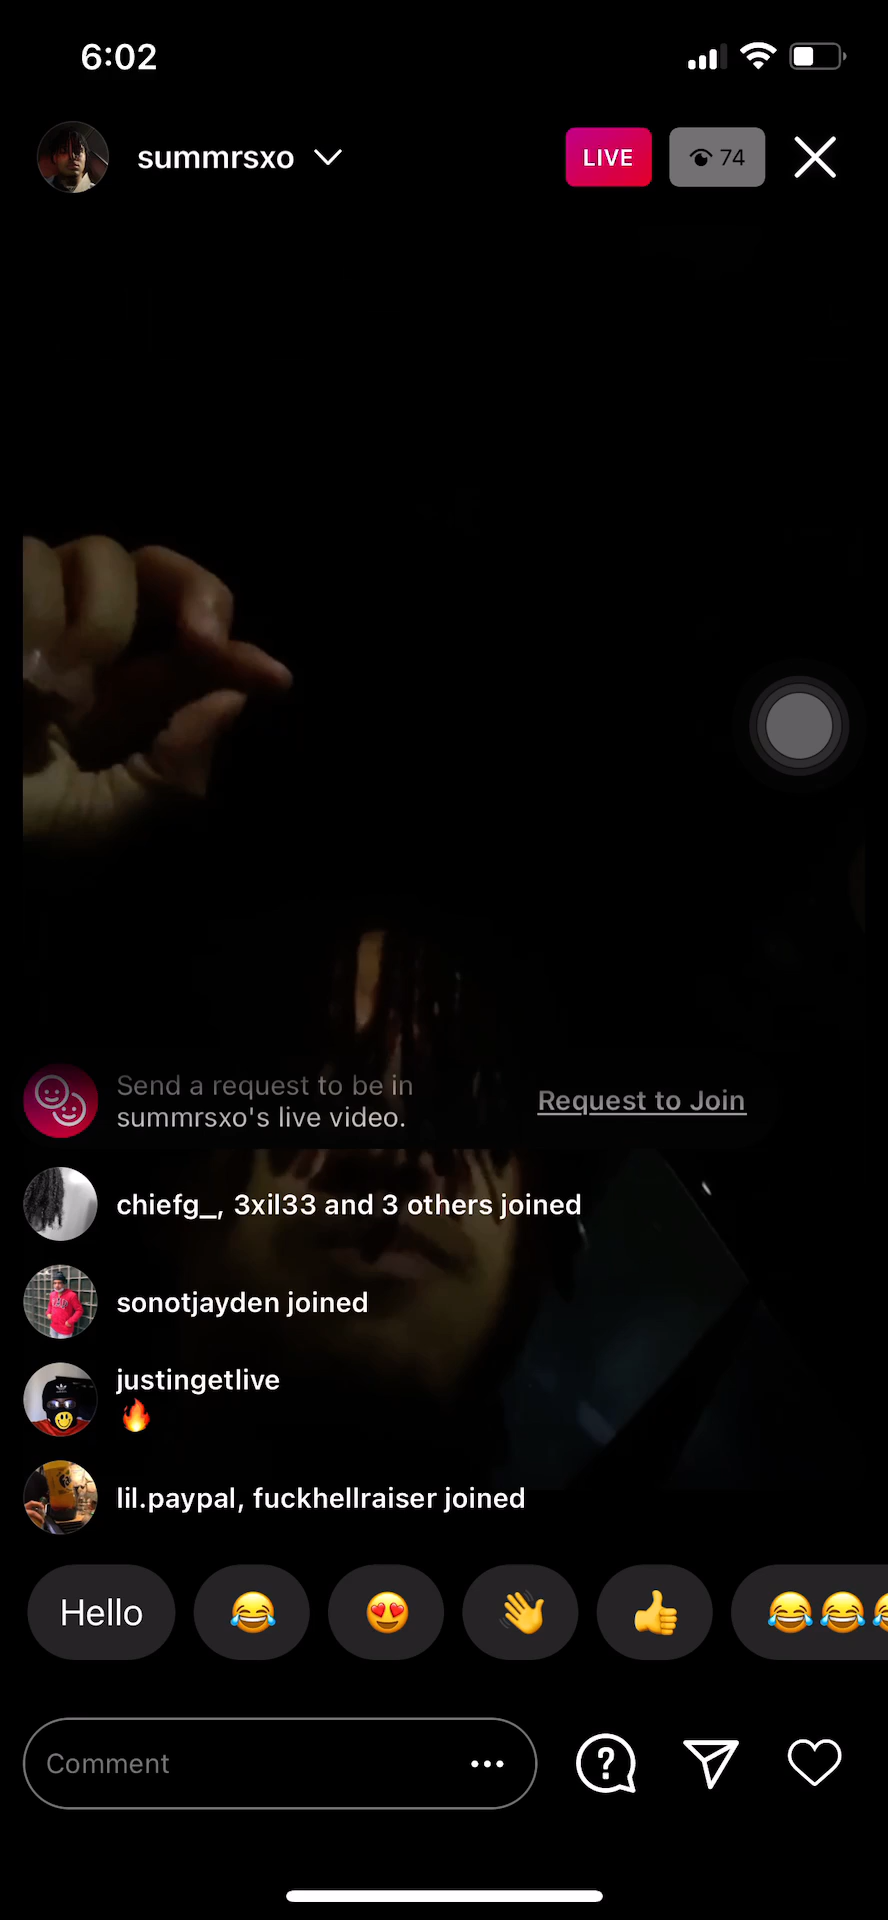 6:02
summrsxo
LIVE
74
Send a request to be in
summrsxo's live video.
Request to Join
chiefg_, 3xil33 and 3 others joined
sonotjayden joined
justingetlive
🔥
lil.paypal, fuckhellraiser joined
Hello 😂 😍 👋 👍 😂😂😂
Comment